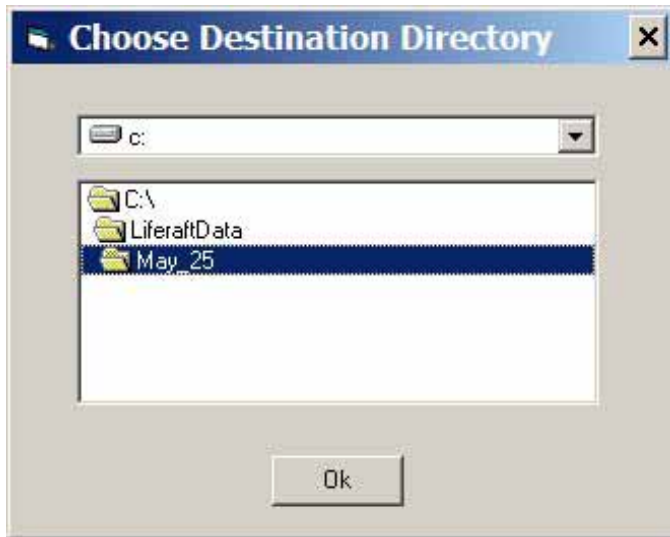 Choose Destination Directory
c:
C:\
LiferaftData
May_25
Ok